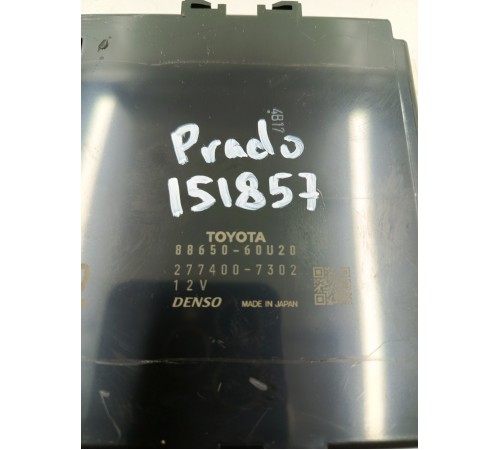 4B17
Prado
151857
TOYOTA
88650-60U20
277400-7302
12V
DENSO MADE IN JAPAN